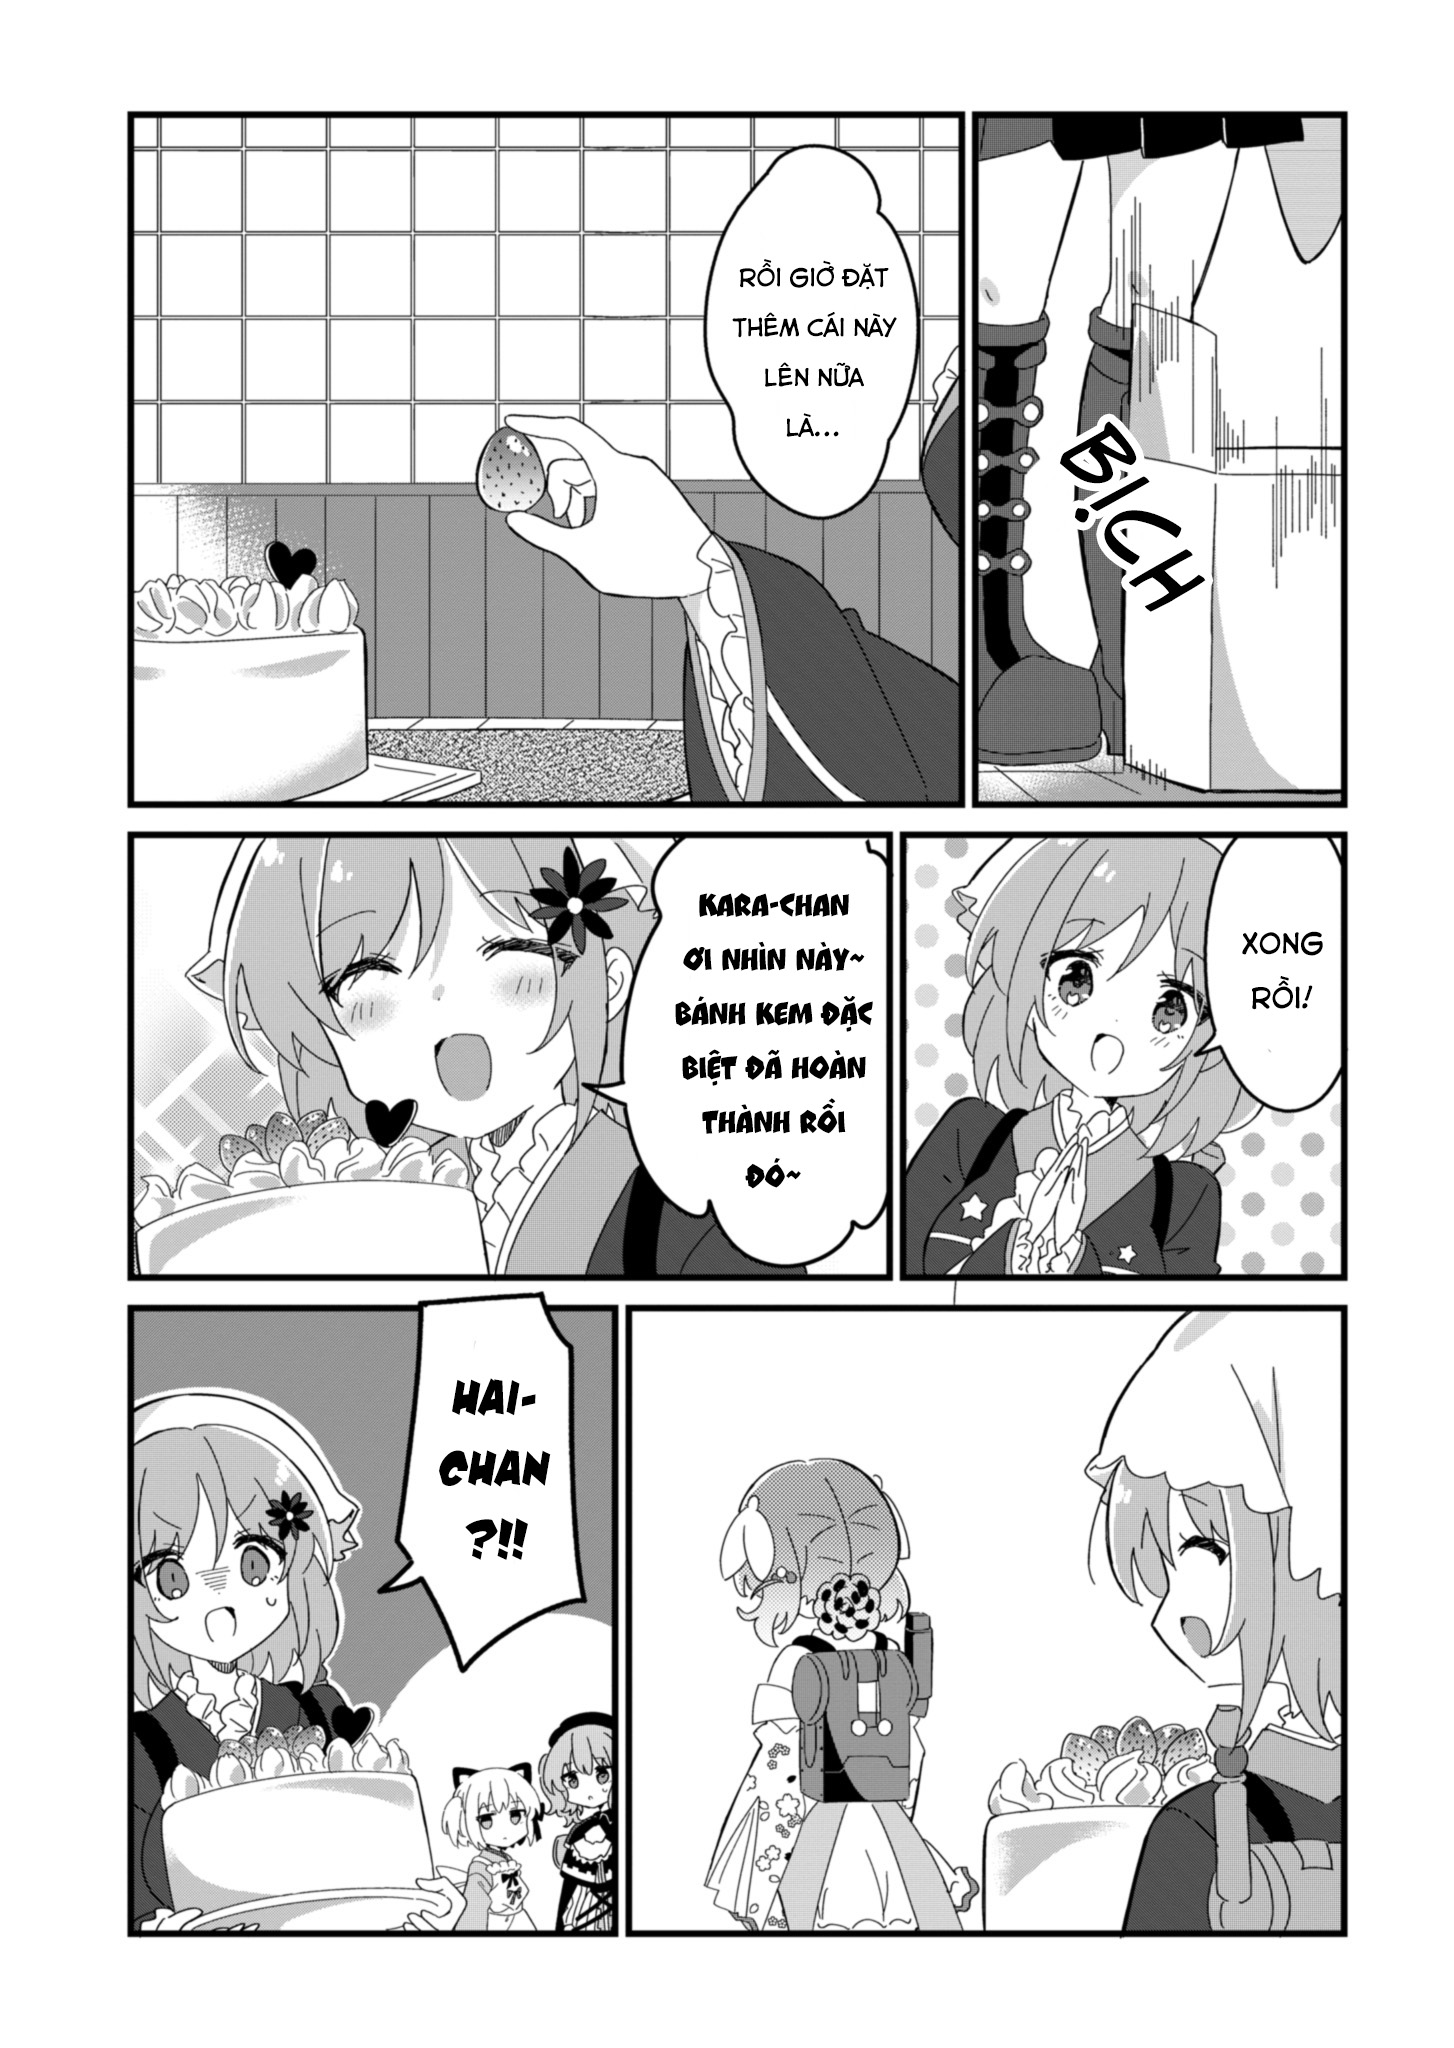 BỊCH
RỒI GIỜ ĐẶT
THÊM CÁI NÀY
LÊN NỮA
LÀ...
XONG
RỒI!
KARA-CHAN
ƠI NHÌN NÀY~
BÁNH KEM ĐẶC
BIỆT ĐÃ HOÀN
THÀNH RỒI
ĐÓ~
HAI-
CHAN
?!!